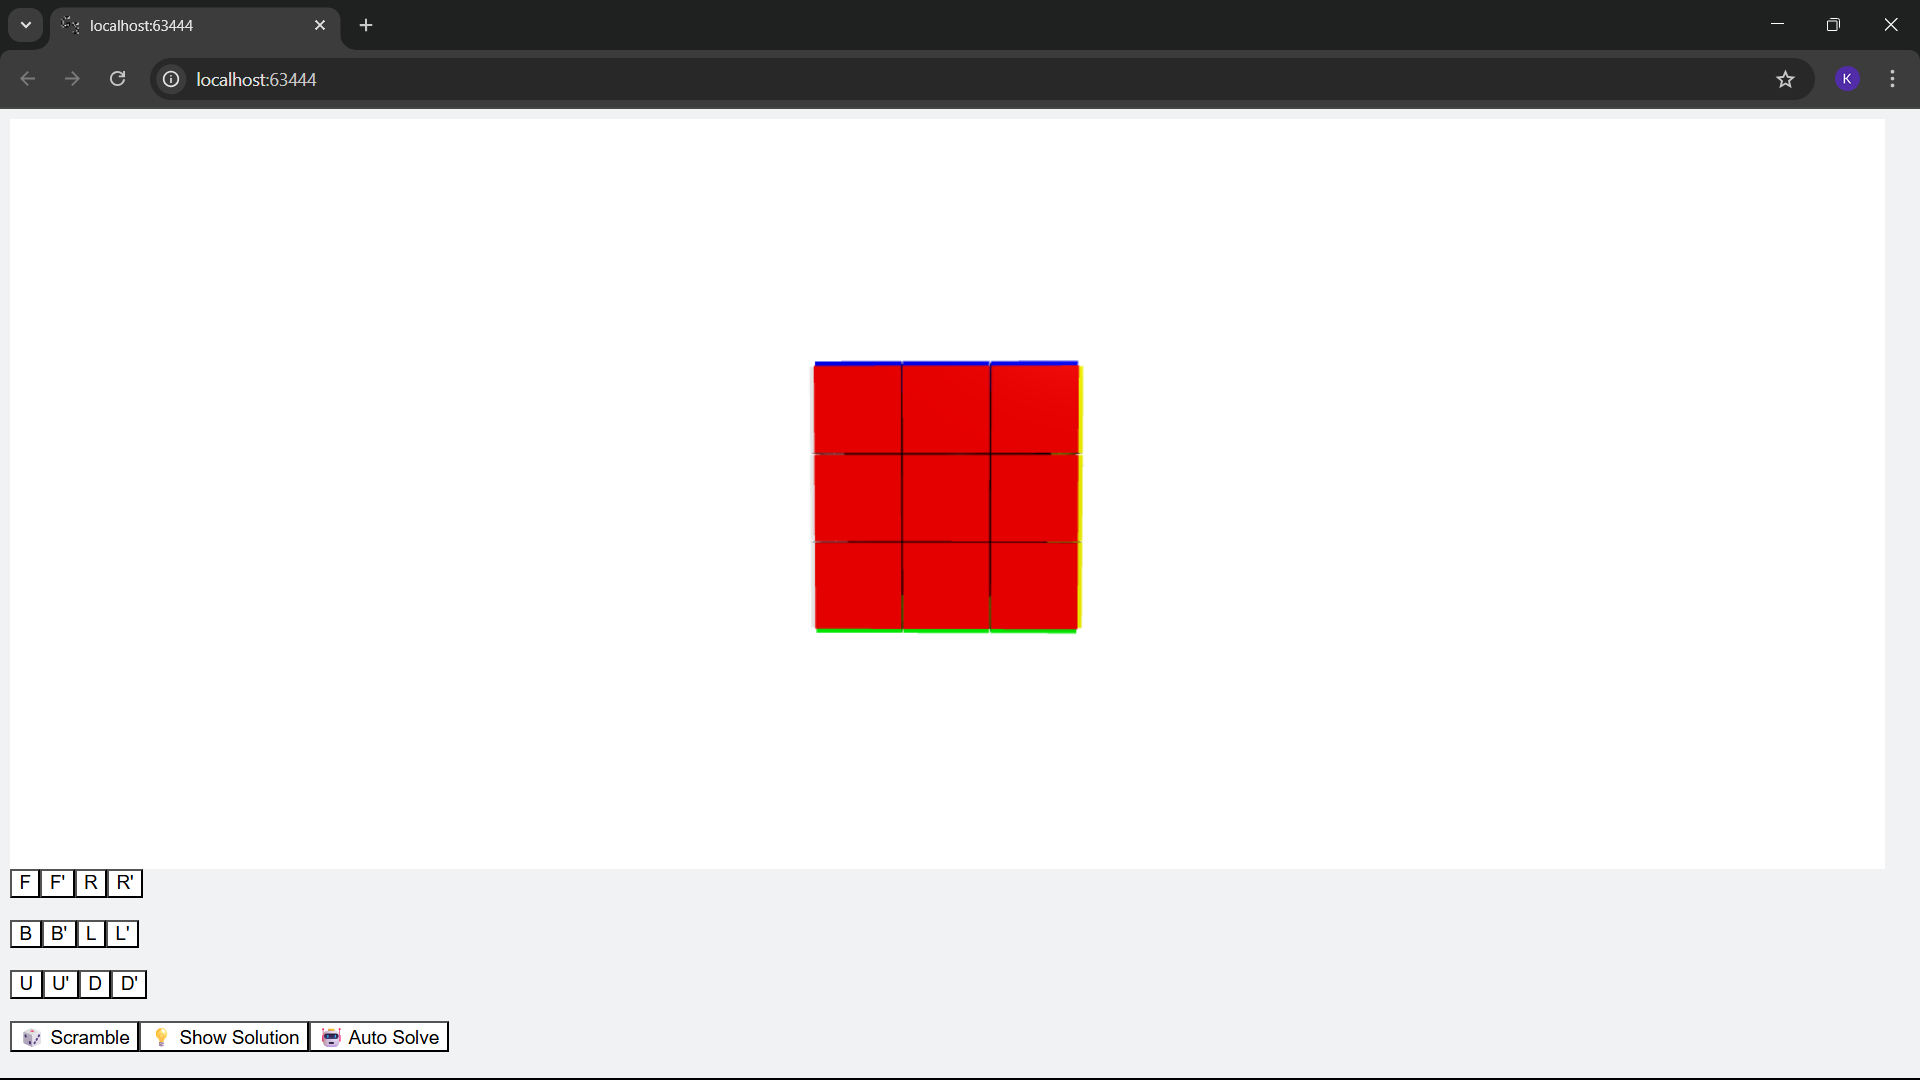 localhost:63444
localhost:63444
K
F F' R R'
B B' L L'
U U' D D'
🎲 Scramble 💡 Show Solution 🤖 Auto Solve